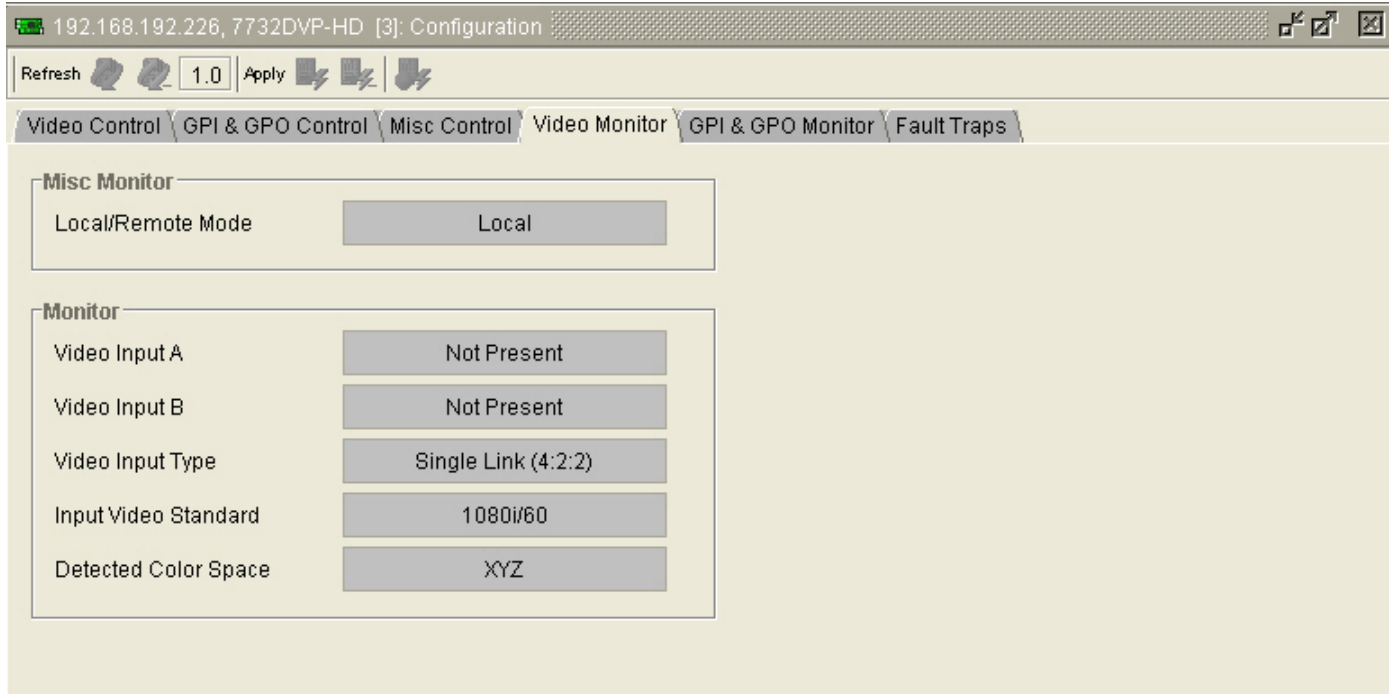 192.168.192.226, 7732DVP-HD [3]: Configuration
Refresh 1.0 Apply
Video Control GPI & GPO Control Misc Control Video Monitor GPI & GPO Monitor Fault Traps
Misc Monitor
Local/Remote Mode Local
Monitor
Video Input A Not Present
Video Input B Not Present
Video Input Type Single Link (4:2:2)
Input Video Standard 1080i/60
Detected Color Space XYZ